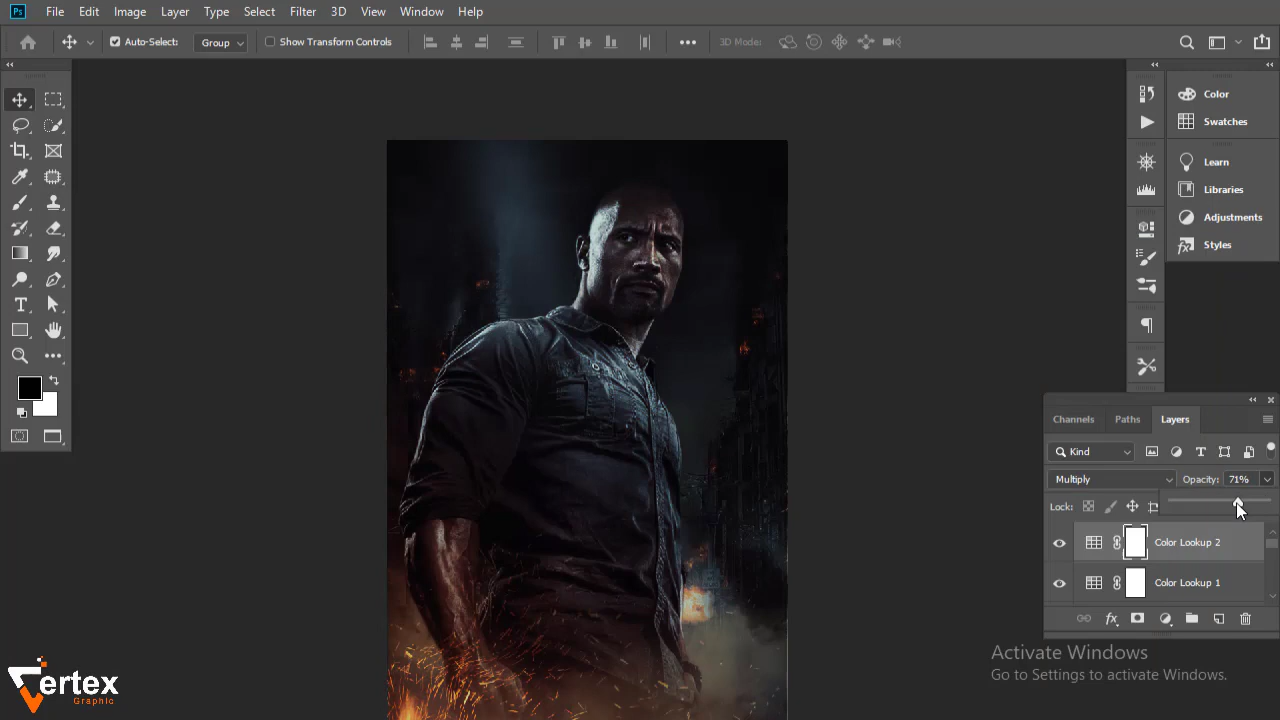 Ps File Edit Image Layer Type Select Filter 3D View Window Help
Auto-Select: Group Show Transform Controls 3D Mode:
Color
Swatches
Learn
Libraries
Adjustments
Styles
Channels Paths Layers
Kind
Multiply Opacity: 71%
Lock:
Color Lookup 2
Color Lookup 1
Activate Windows
Go to Settings to activate Windows.
Vertex
Graphic